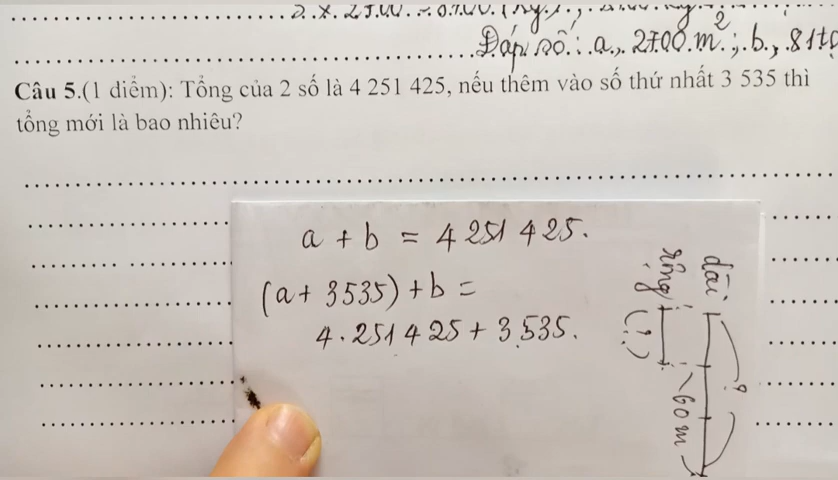 Đáp số: a, 2700 m²; b, 81 tạ
Câu 5.(1 điểm): Tổng của 2 số là 4 251 425, nếu thêm vào số thứ nhất 3 535 thì
tổng mới là bao nhiêu?
a + b = 4 251 425.
(a + 3535) + b =
4.251 425 + 3 535.
rộng (?)
dài ?
60 m